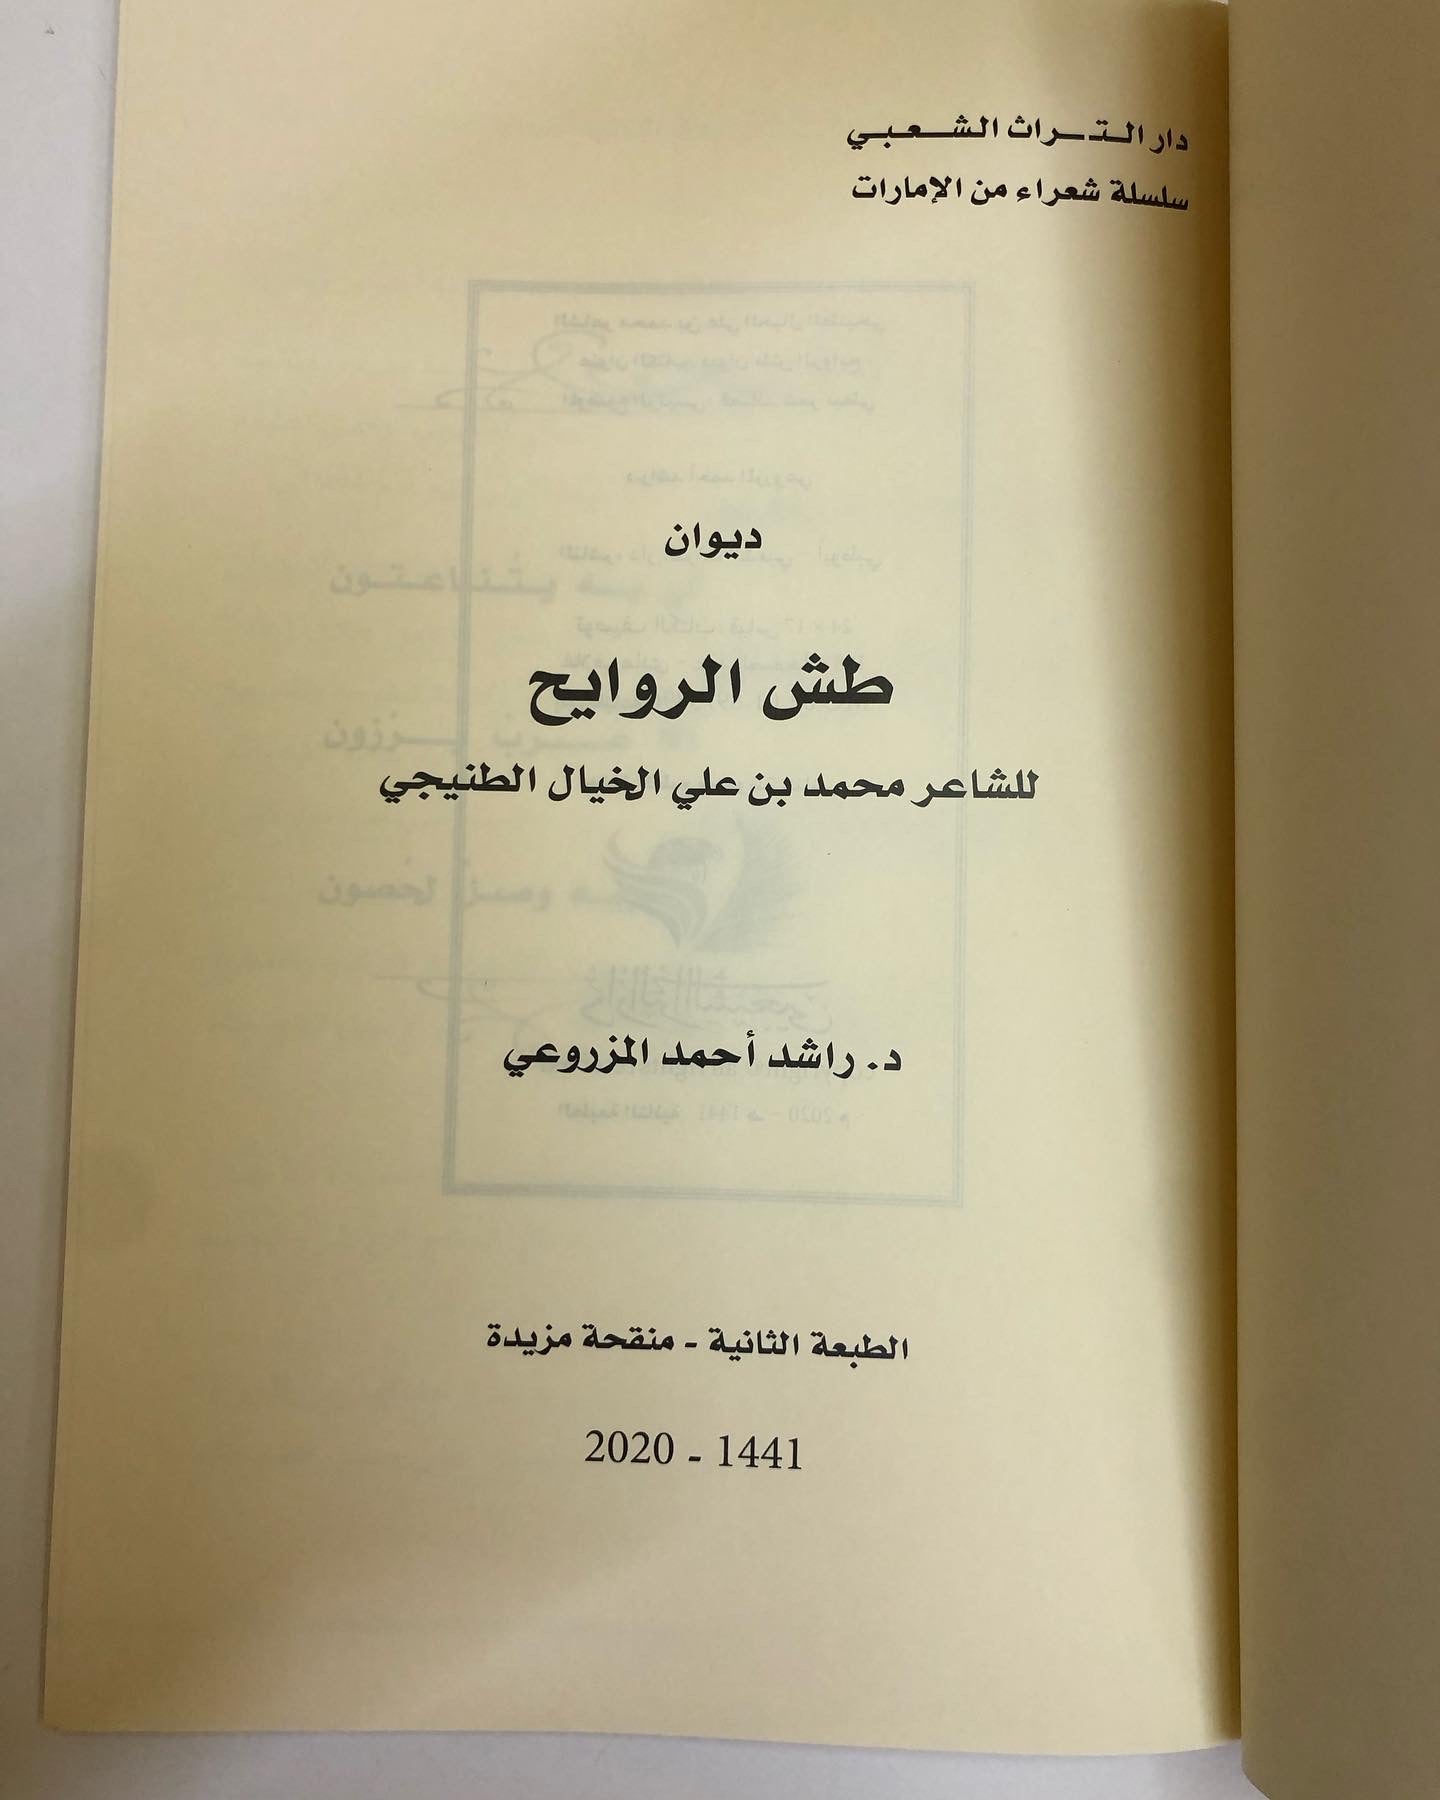 دار التراث الشعبي
سلسلة شعراء من الإمارات
ديوان
طش الروايح
للشاعر محمد بن علي الخيال الطنيجي
د. راشد أحمد المزروعي
الطبعة الثانية - منقحة مزيدة
1441 - 2020